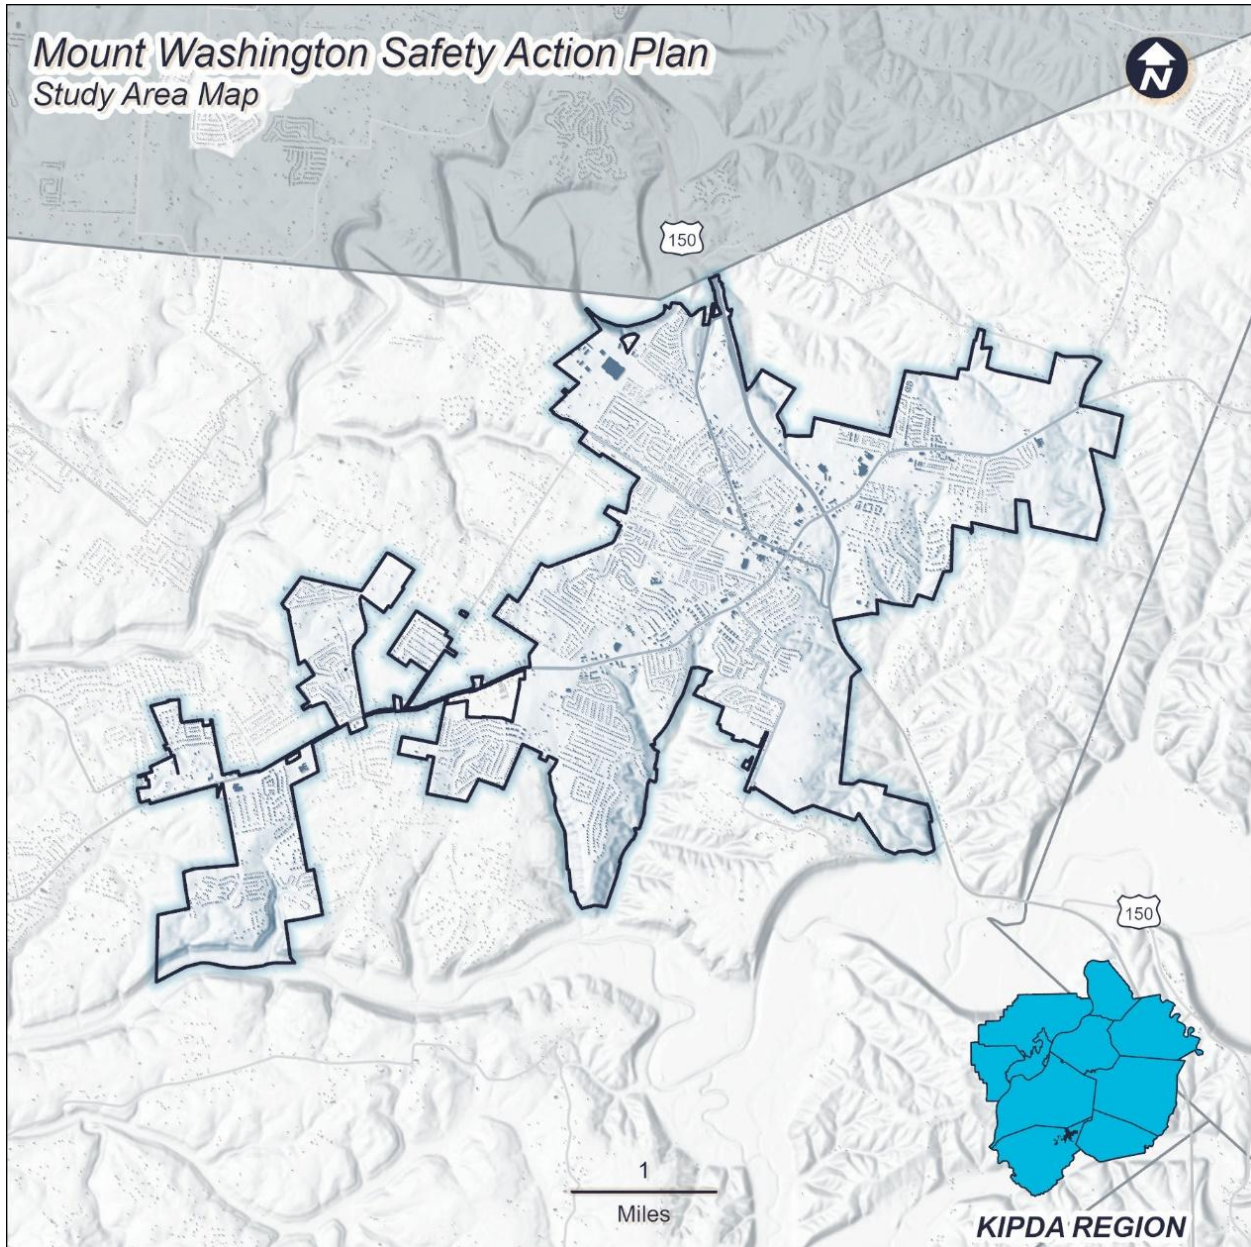 Mount Washington Safety Action Plan
Study Area Map
N
150
150
1
Miles
KIPDA REGION